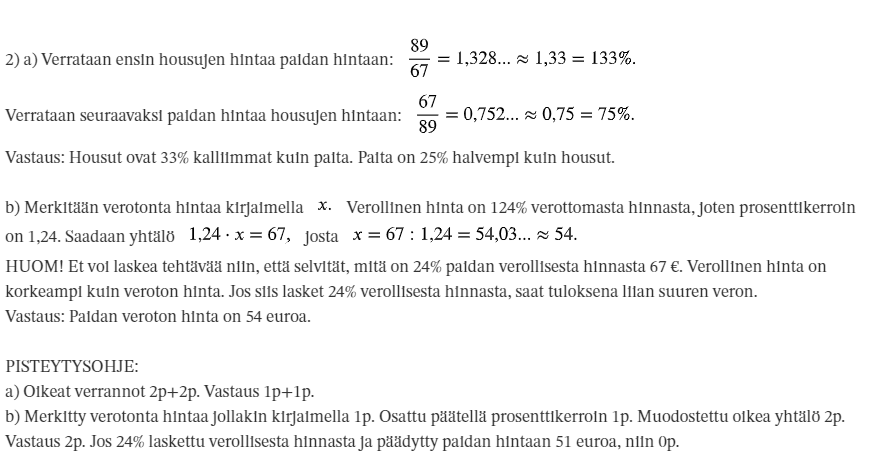 2) a) Verrataan ensin housujen hintaa paidan hintaan: 89/67 = 1,328... ≈ 1,33 = 133%.
Verrataan seuraavaksi paidan hintaa housujen hintaan: 67/89 = 0,752... ≈ 0,75 = 75%.
Vastaus: Housut ovat 33% kalliimmat kuin paita. Paita on 25% halvempi kuin housut.
b) Merkitään verotonta hintaa kirjaimella x. Verollinen hinta on 124% verottomasta hinnasta, joten prosenttikerroin
on 1,24. Saadaan yhtälö 1,24 · x = 67, josta x = 67 : 1,24 = 54,03... ≈ 54.
HUOM! Et voi laskea tehtävää niin, että selvität, mitä on 24% paidan verollisesta hinnasta 67 €. Verollinen hinta on
korkeampi kuin veroton hinta. Jos siis lasket 24% verollisesta hinnasta, saat tuloksena liian suuren veron.
Vastaus: Paidan veroton hinta on 54 euroa.
PISTEYTYSOHJE:
a) Oikeat verrannot 2p+2p. Vastaus 1p+1p.
b) Merkitty verotonta hintaa jollakin kirjaimella 1p. Osattu päätellä prosenttikerroin 1p. Muodostettu oikea yhtälö 2p.
Vastaus 2p. Jos 24% laskettu verollisesta hinnasta ja päädytty paidan hintaan 51 euroa, niin 0p.